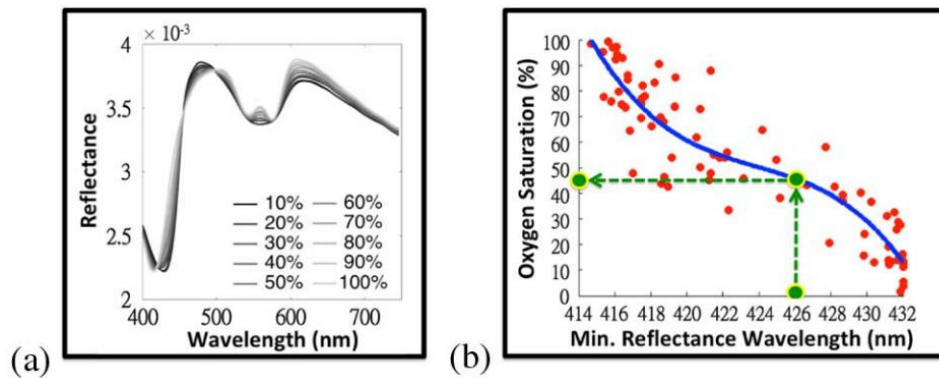 × 10⁻³
4
3.5
3
2.5
2
Reflectance
10% 60%
20% 70%
30% 80%
40% 90%
50% 100%
400 500 600 700
Wavelength (nm)
(a)
100
90
80
70
60
50
40
30
20
10
0
Oxygen Saturation (%)
414 416 418 420 422 424 426 428 430 432
Min. Reflectance Wavelength (nm)
(b)